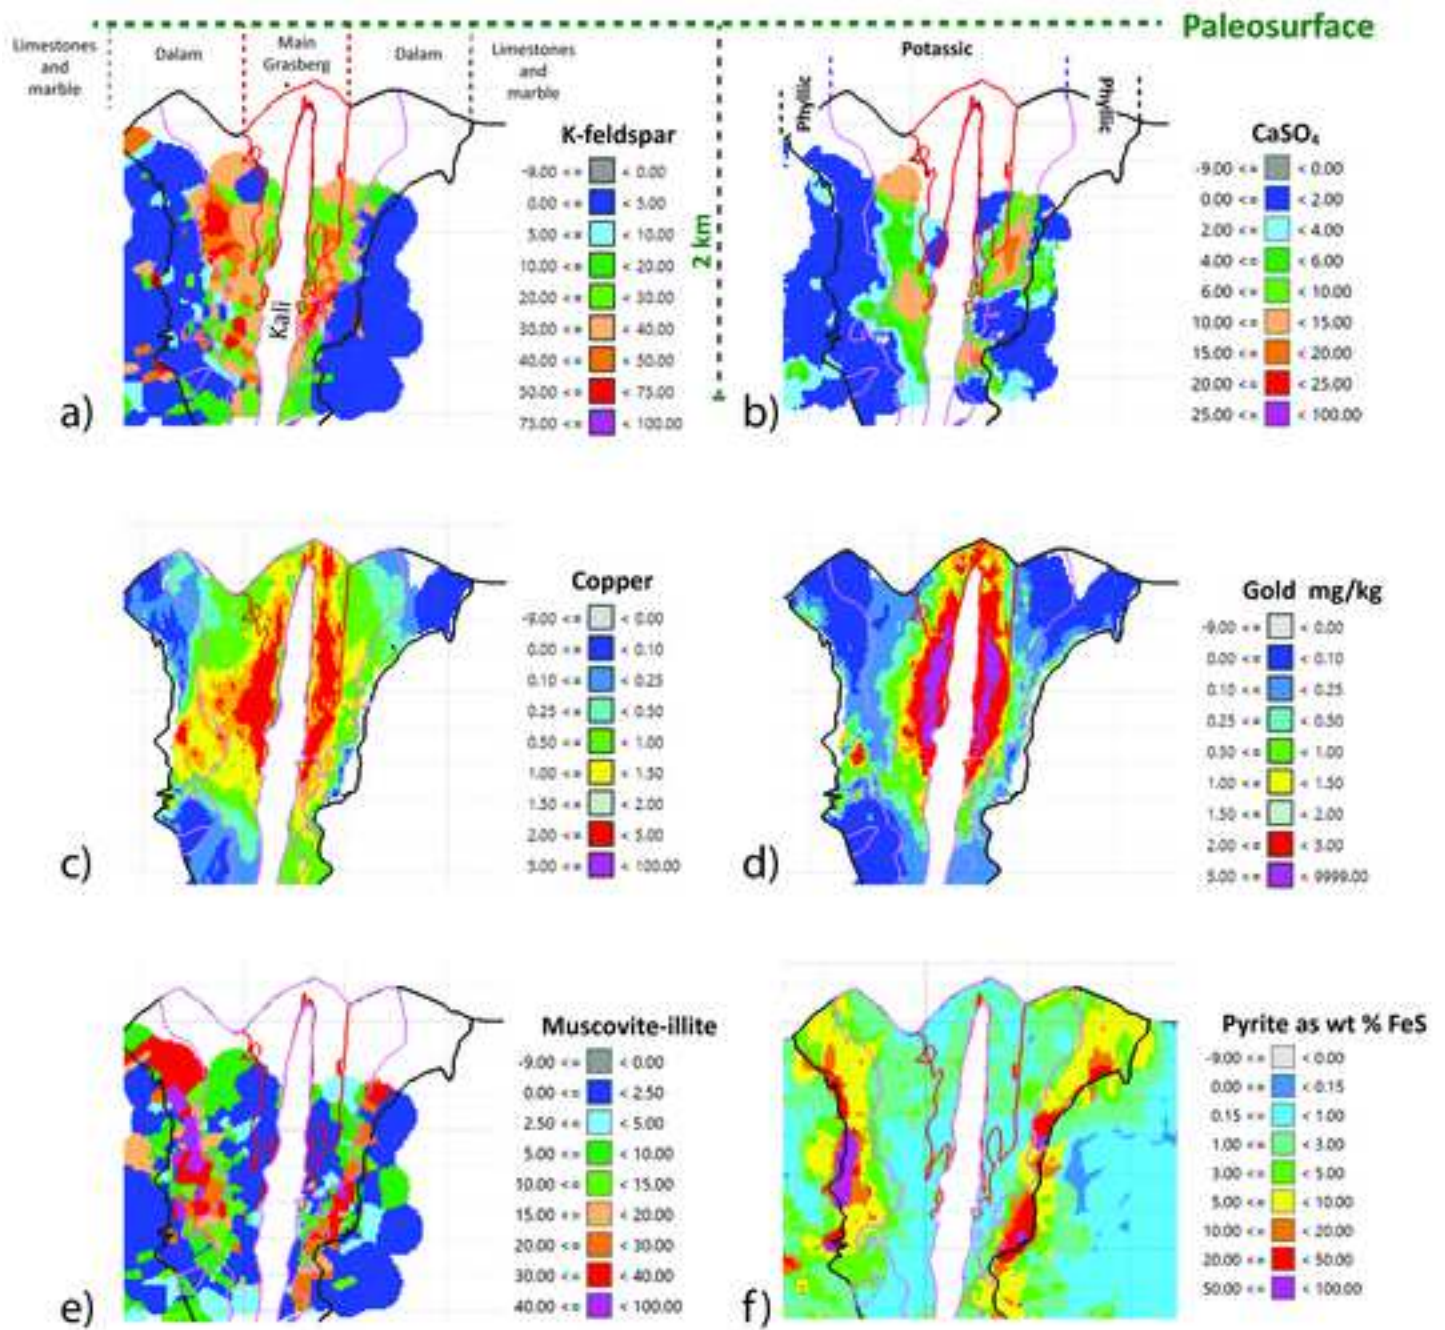 Paleosurface
Limestones
and
marble
Dalam
Main
Grasberg
Dalam
Limestones
and
marble
Potassic
Phyllic
Phyllic
2 km
K-feldspar
-9.00 <= < 0.00
0.00 <= < 5.00
5.00 <= < 10.00
10.00 <= < 20.00
20.00 <= < 30.00
30.00 <= < 40.00
40.00 <= < 50.00
50.00 <= < 75.00
75.00 <= < 100.00
Kali
a)
CaSO₄
-9.00 <= < 0.00
0.00 <= < 2.00
2.00 <= < 4.00
4.00 <= < 6.00
6.00 <= < 10.00
10.00 <= < 15.00
15.00 <= < 20.00
20.00 <= < 25.00
25.00 <= < 100.00
b)
Copper
-9.00 <= < 0.00
0.00 <= < 0.10
0.10 <= < 0.25
0.25 <= < 0.50
0.50 <= < 1.00
1.00 <= < 1.50
1.50 <= < 2.00
2.00 <= < 3.00
3.00 <= < 100.00
c)
Gold mg/kg
-9.00 <= < 0.00
0.00 <= < 0.10
0.10 <= < 0.25
0.25 <= < 0.50
0.50 <= < 1.00
1.00 <= < 1.50
1.50 <= < 2.00
2.00 <= < 3.00
3.00 <= < 9999.00
d)
Muscovite-illite
-9.00 <= < 0.00
0.00 <= < 2.50
2.50 <= < 5.00
5.00 <= < 10.00
10.00 <= < 15.00
15.00 <= < 20.00
20.00 <= < 30.00
30.00 <= < 40.00
40.00 <= < 100.00
e)
Pyrite as wt % FeS
-9.00 <= < 0.00
0.00 <= < 0.15
0.15 <= < 1.00
1.00 <= < 3.00
3.00 <= < 5.00
5.00 <= < 10.00
10.00 <= < 20.00
20.00 <= < 50.00
50.00 <= < 100.00
f)